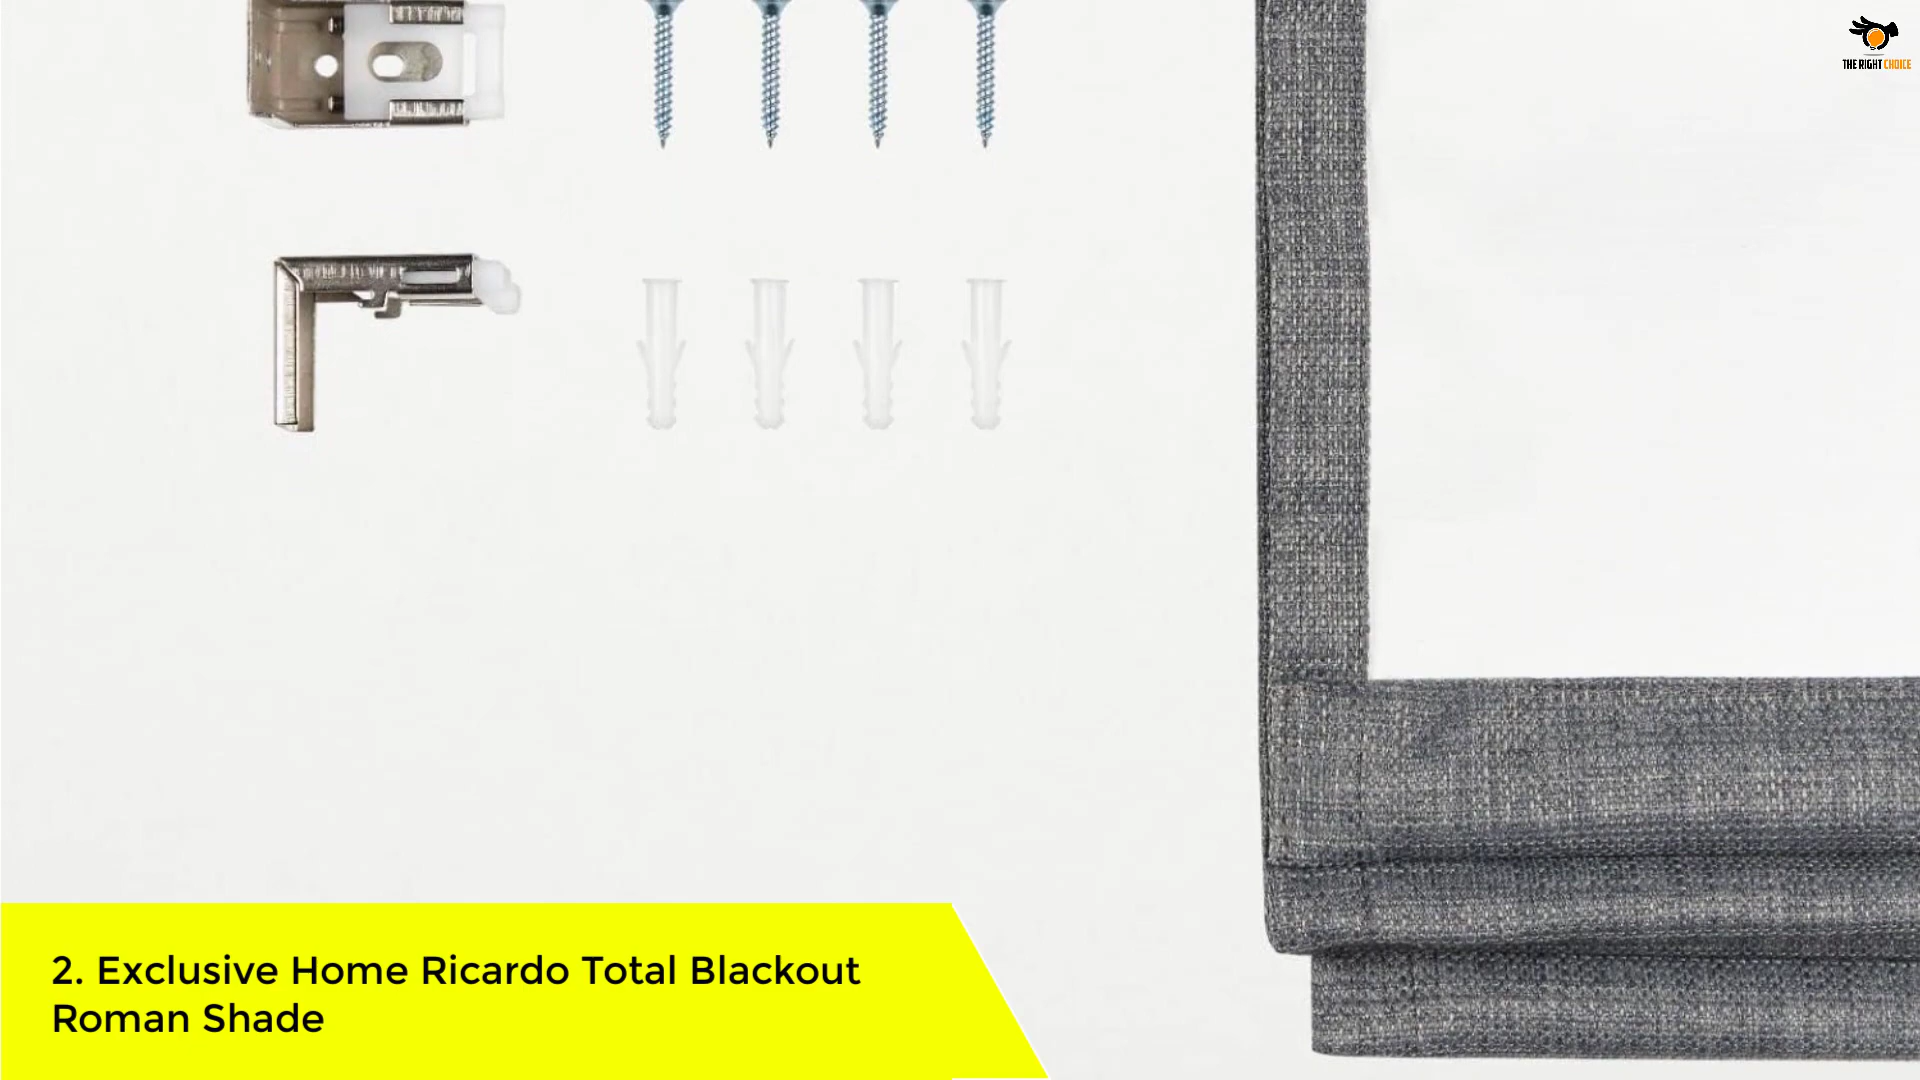 THE RIGHT CHOICE
2. Exclusive Home Ricardo Total Blackout
Roman Shade